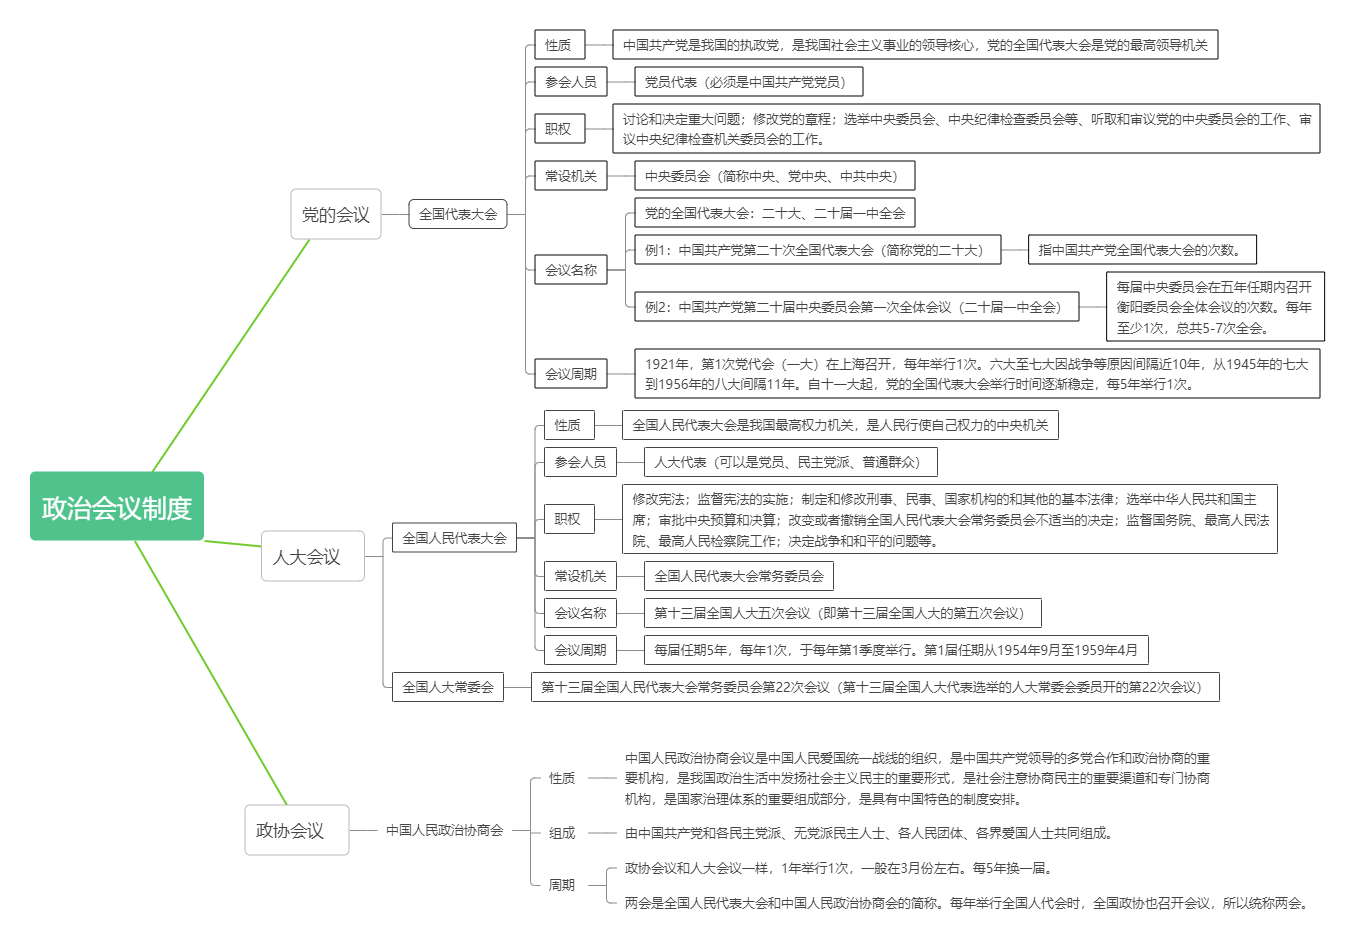 政治会议制度
党的会议
全国代表大会
性质
中国共产党是我国的执政党，是我国社会主义事业的领导核心，党的全国代表大会是党的最高领导机关
参会人员
党员代表（必须是中国共产党党员）
职权
讨论和决定重大问题；修改党的章程；选举中央委员会、中央纪律检查委员会等、听取和审议党的中央委员会的工作、审
议中央纪律检查机关委员会的工作。
常设机关
中央委员会（简称中央、党中央、中共中央）
会议名称
党的全国代表大会：二十大、二十届一中全会
例1：中国共产党第二十次全国代表大会（简称党的二十大）
指中国共产党全国代表大会的次数。
例2：中国共产党第二十届中央委员会第一次全体会议（二十届一中全会）
每届中央委员会在五年任期内召开
衡阳委员会全体会议的次数。每年
至少1次，总共5-7次全会。
会议周期
1921年，第1次党代会（一大）在上海召开，每年举行1次。六大至七大因战争等原因间隔近10年，从1945年的七大
到1956年的八大间隔11年。自十一大起，党的全国代表大会举行时间逐渐稳定，每5年举行1次。
人大会议
全国人民代表大会
性质
全国人民代表大会是我国最高权力机关，是人民行使自己权力的中央机关
参会人员
人大代表（可以是党员、民主党派、普通群众）
职权
修改宪法；监督宪法的实施；制定和修改刑事、民事、国家机构的和其他的基本法律；选举中华人民共和国主
席；审批中央预算和决算；改变或者撤销全国人民代表大会常务委员会不适当的决定；监督国务院、最高人民法
院、最高人民检察院工作；决定战争和和平的问题等。
常设机关
全国人民代表大会常务委员会
会议名称
第十三届全国人大五次会议（即第十三届全国人大的第五次会议）
会议周期
每届任期5年，每年1次，于每年第1季度举行。第1届任期从1954年9月至1959年4月
全国人大常委会
第十三届全国人民代表大会常务委员会第22次会议（第十三届全国人大代表选举的人大常委会委员开的第22次会议）
政协会议
中国人民政治协商会
性质
中国人民政治协商会议是中国人民爱国统一战线的组织，是中国共产党领导的多党合作和政治协商的重
要机构，是我国政治生活中发扬社会主义民主的重要形式，是社会注意协商民主的重要渠道和专门协商
机构，是国家治理体系的重要组成部分，是具有中国特色的制度安排。
组成
由中国共产党和各民主党派、无党派民主人士、各人民团体、各界爱国人士共同组成。
周期
政协会议和人大会议一样，1年举行1次，一般在3月份左右。每5年换一届。
两会是全国人民代表大会和中国人民政治协商会的简称。每年举行全国人代会时，全国政协也召开会议，所以统称两会。